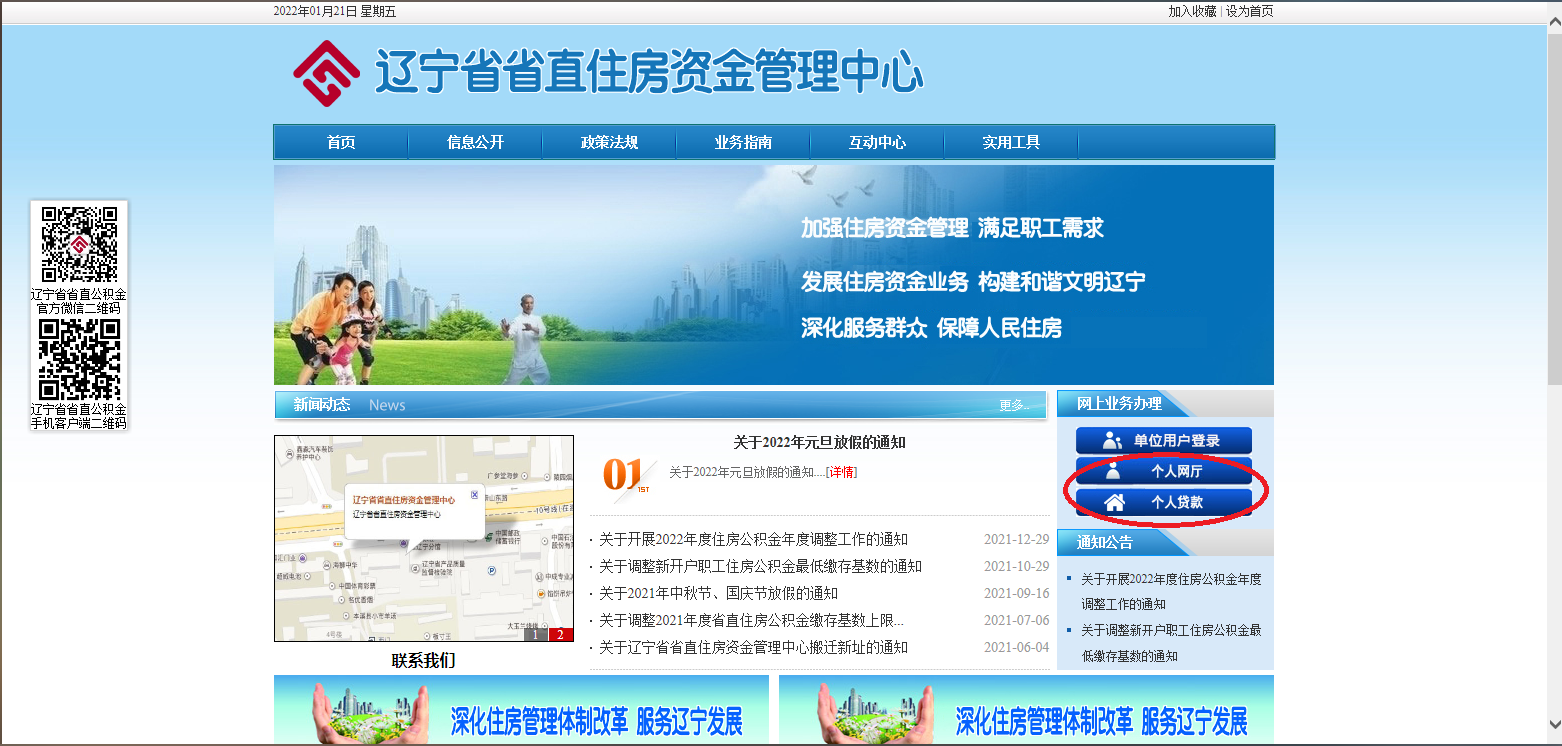 2022年01月21日 星期五
加入收藏 | 设为首页
辽宁省省直住房资金管理中心
首页 信息公开 政策法规 业务指南 互动中心 实用工具
加强住房资金管理 满足职工需求
发展住房资金业务 构建和谐文明辽宁
深化服务群众 保障人民住房
辽宁省省直公积金
官方微信二维码
辽宁省省直公积金
手机客户端二维码
新闻动态 News 更多..
辽宁省省直住房资金管理中心
辽宁省省直住房资金管理中心
中国体育彩票
名优香烟
辽宁省产品质量
监督检验院
1 2
联系我们
关于2022年元旦放假的通知
01 1ST
关于2022年元旦放假的通知....[详情]
· 关于开展2022年度住房公积金年度调整工作的通知 2021-12-29
· 关于调整新开户职工住房公积金最低缴存基数的通知 2021-10-29
· 关于2021年中秋节、国庆节放假的通知 2021-09-16
· 关于调整2021年度省直住房公积金缴存基数上限... 2021-07-06
· 关于辽宁省省直住房资金管理中心搬迁新址的通知 2021-06-04
网上业务办理
单位用户登录
个人网厅
个人贷款
通知公告
关于开展2022年度住房公积金年度
调整工作的通知
关于调整新开户职工住房公积金最
低缴存基数的通知
深化住房管理体制改革 服务辽宁发展
深化住房管理体制改革 服务辽宁发展